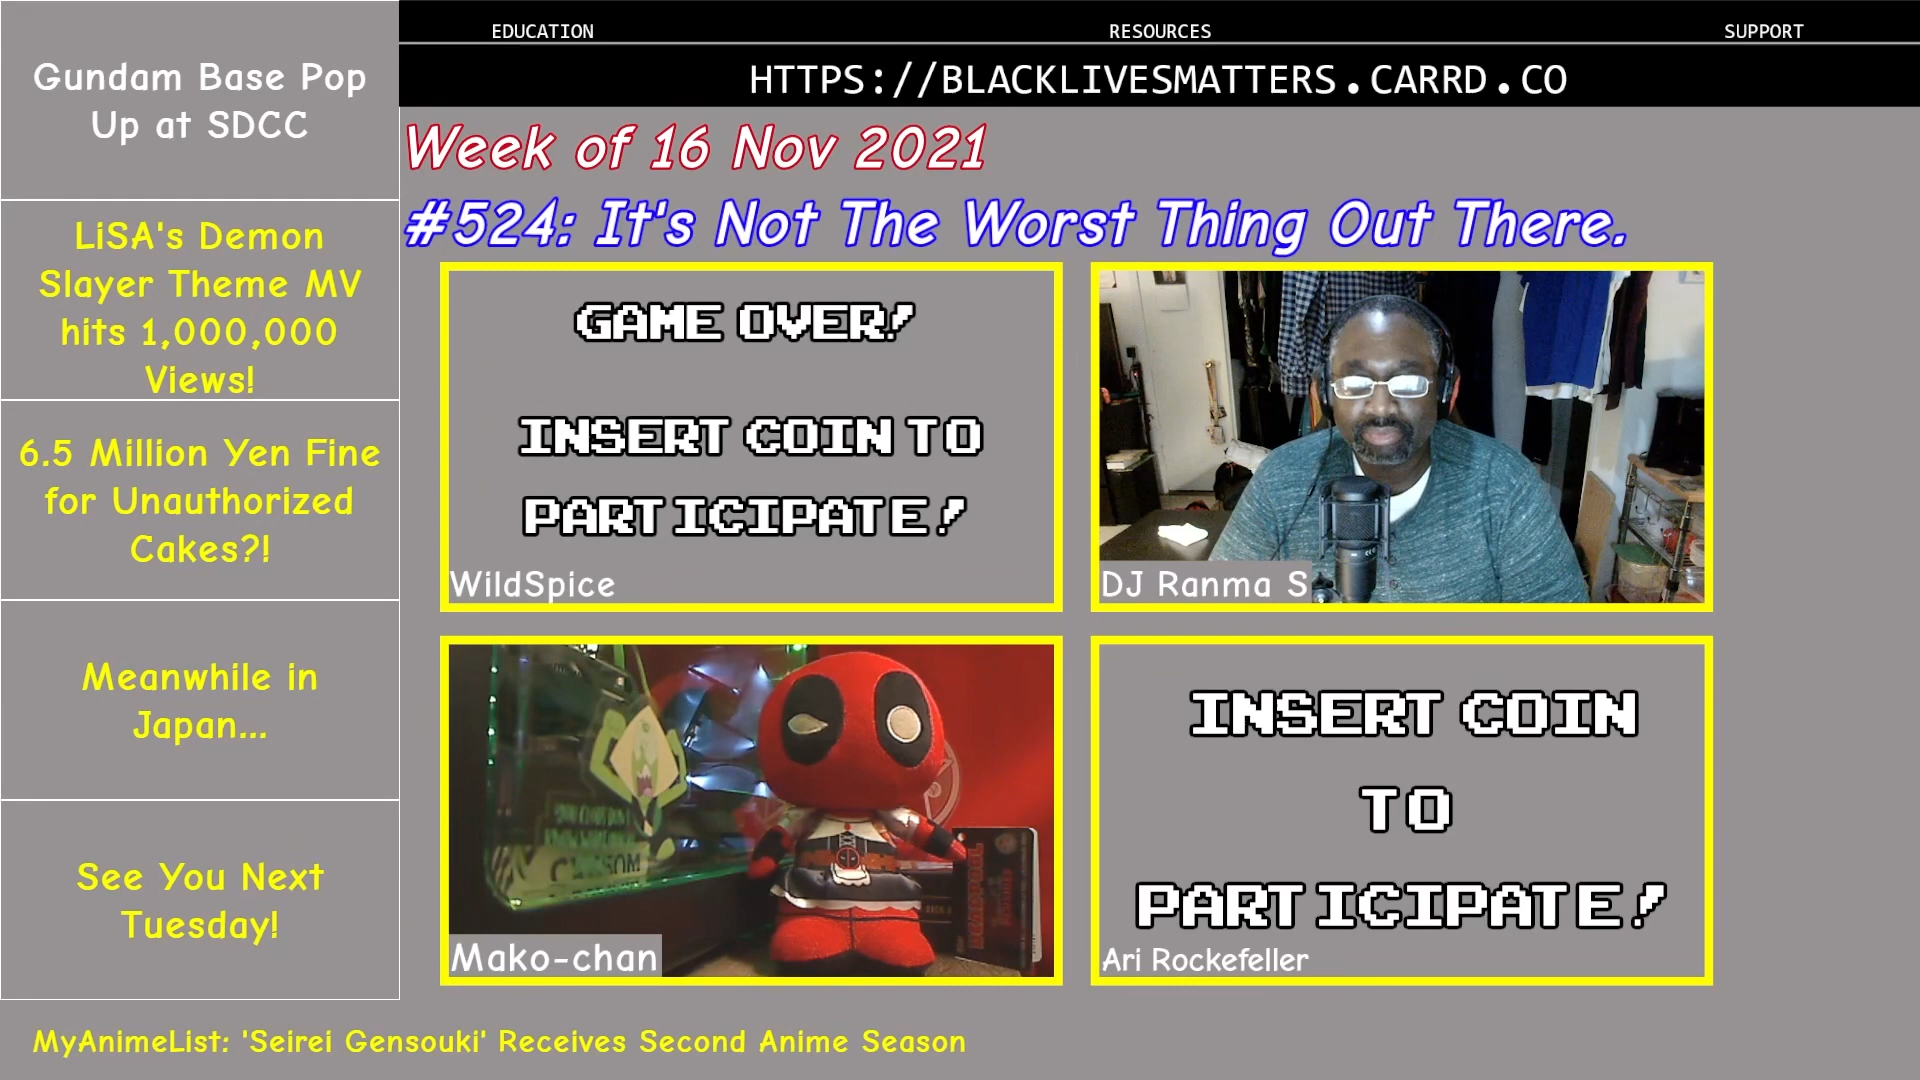 Gundam Base Pop
Up at SDCC
LiSA's Demon
Slayer Theme MV
hits 1,000,000
Views!
6.5 Million Yen Fine
for Unauthorized
Cakes?!
Meanwhile in
Japan...
See You Next
Tuesday!
EDUCATION
RESOURCES
SUPPORT
HTTPS://BLACKLIVESMATTERS.CARRD.CO
Week of 16 Nov 2021
#524: It's Not The Worst Thing Out There.
GAME OVER!
INSERT COIN TO
PARTICIPATE!
WildSpice
DJ Ranma S
DEADPOOL
Mako-chan
INSERT COIN
TO
PARTICIPATE!
Ari Rockefeller
MyAnimeList: 'Seirei Gensouki' Receives Second Anime Season